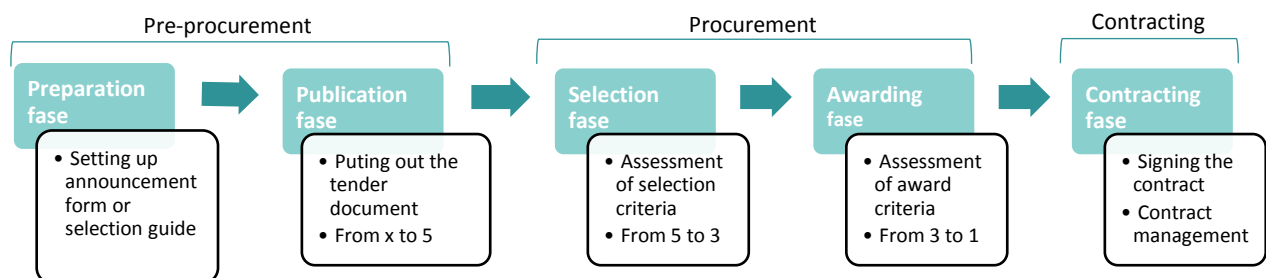 Pre-procurement
Procurement
Contracting
Preparation
fase
Publication
fase
Selection
fase
Awarding
fase
Contracting
fase
• Setting up
announcement
form or
selection guide
• Puting out the
tender
document
• From x to 5
• Assessment
of selection
criteria
• From 5 to 3
• Assessment
of award
criteria
• From 3 to 1
• Signing the
contract
• Contract
management